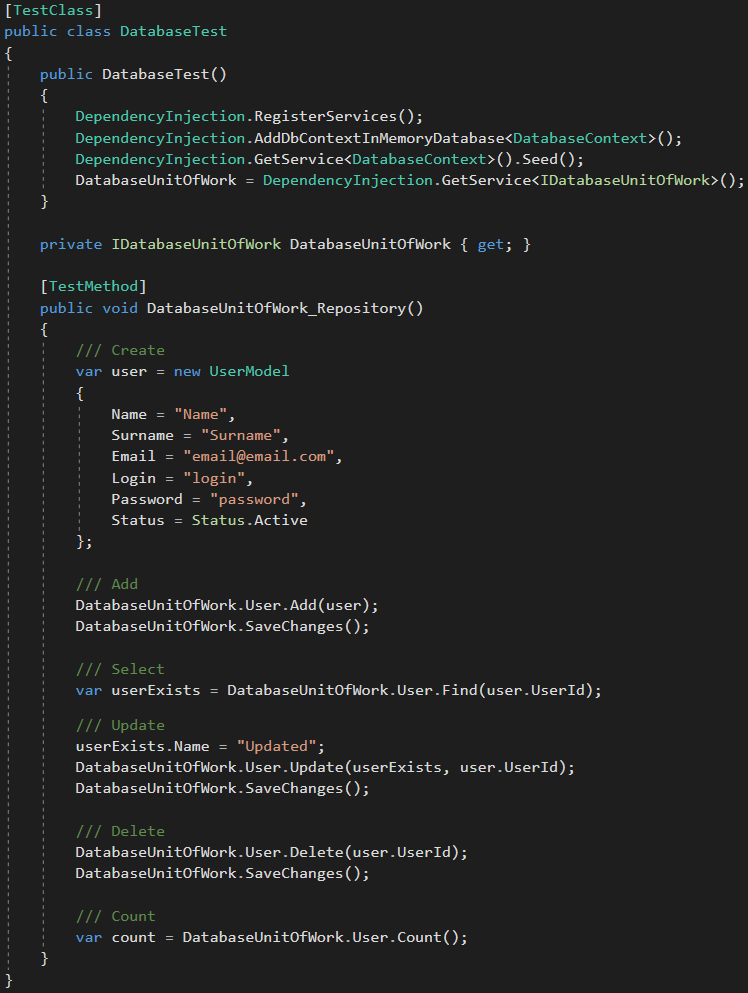 [TestClass]
public class DatabaseTest
{
    public DatabaseTest()
    {
        DependencyInjection.RegisterServices();
        DependencyInjection.AddDbContextInMemoryDatabase<DatabaseContext>();
        DependencyInjection.GetService<DatabaseContext>().Seed();
        DatabaseUnitOfWork = DependencyInjection.GetService<IDatabaseUnitOfWork>();
    }

    private IDatabaseUnitOfWork DatabaseUnitOfWork { get; }

    [TestMethod]
    public void DatabaseUnitOfWork_Repository()
    {
        /// Create
        var user = new UserModel
        {
            Name = "Name",
            Surname = "Surname",
            Email = "email@email.com",
            Login = "login",
            Password = "password",
            Status = Status.Active
        };

        /// Add
        DatabaseUnitOfWork.User.Add(user);
        DatabaseUnitOfWork.SaveChanges();

        /// Select
        var userExists = DatabaseUnitOfWork.User.Find(user.UserId);

        /// Update
        userExists.Name = "Updated";
        DatabaseUnitOfWork.User.Update(userExists, user.UserId);
        DatabaseUnitOfWork.SaveChanges();

        /// Delete
        DatabaseUnitOfWork.User.Delete(user.UserId);
        DatabaseUnitOfWork.SaveChanges();

        /// Count
        var count = DatabaseUnitOfWork.User.Count();
    }
}